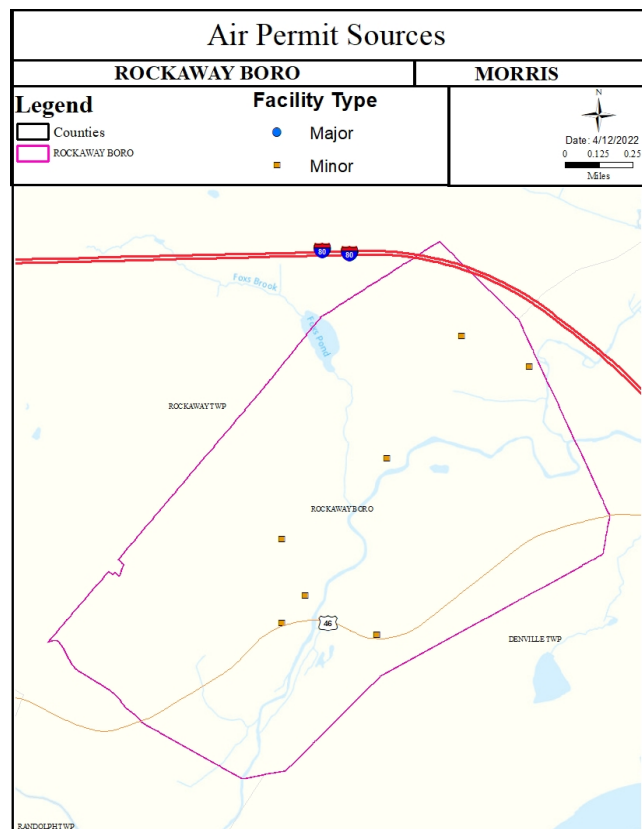 Air Permit Sources
ROCKAWAY BORO
MORRIS
Legend
Counties
ROCKAWAY BORO
Facility Type
Major
Minor
N
Date: 4/12/2022
0 0.125 0.25
Miles
80
80
Foxs Brook
Foxs Pond
ROCKAWAY TWP
ROCKAWAY BORO
46
DENVILLE TWP
RANDOLPH TWP